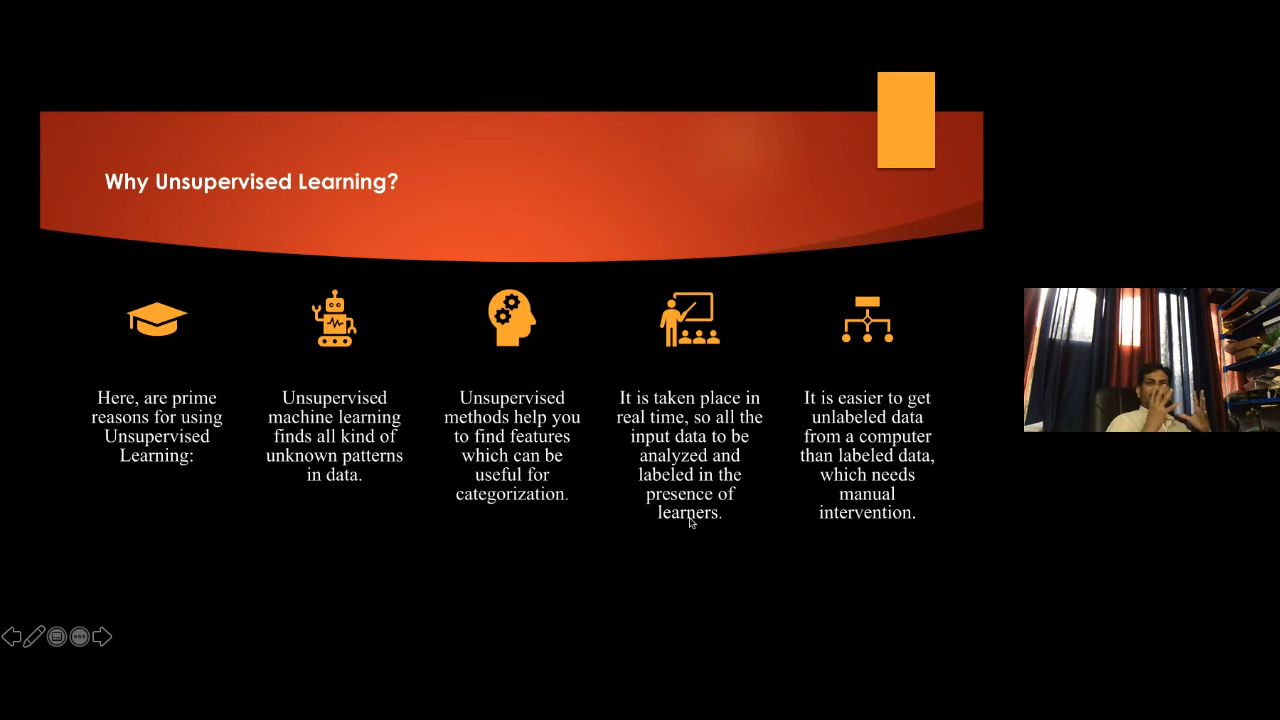 Why Unsupervised Learning?
Here, are prime
reasons for using
Unsupervised
Learning:
Unsupervised
machine learning
finds all kind of
unknown patterns
in data.
Unsupervised
methods help you
to find features
which can be
useful for
categorization.
It is taken place in
real time, so all the
input data to be
analyzed and
labeled in the
presence of
learners.
It is easier to get
unlabeled data
from a computer
than labeled data,
which needs
manual
intervention.